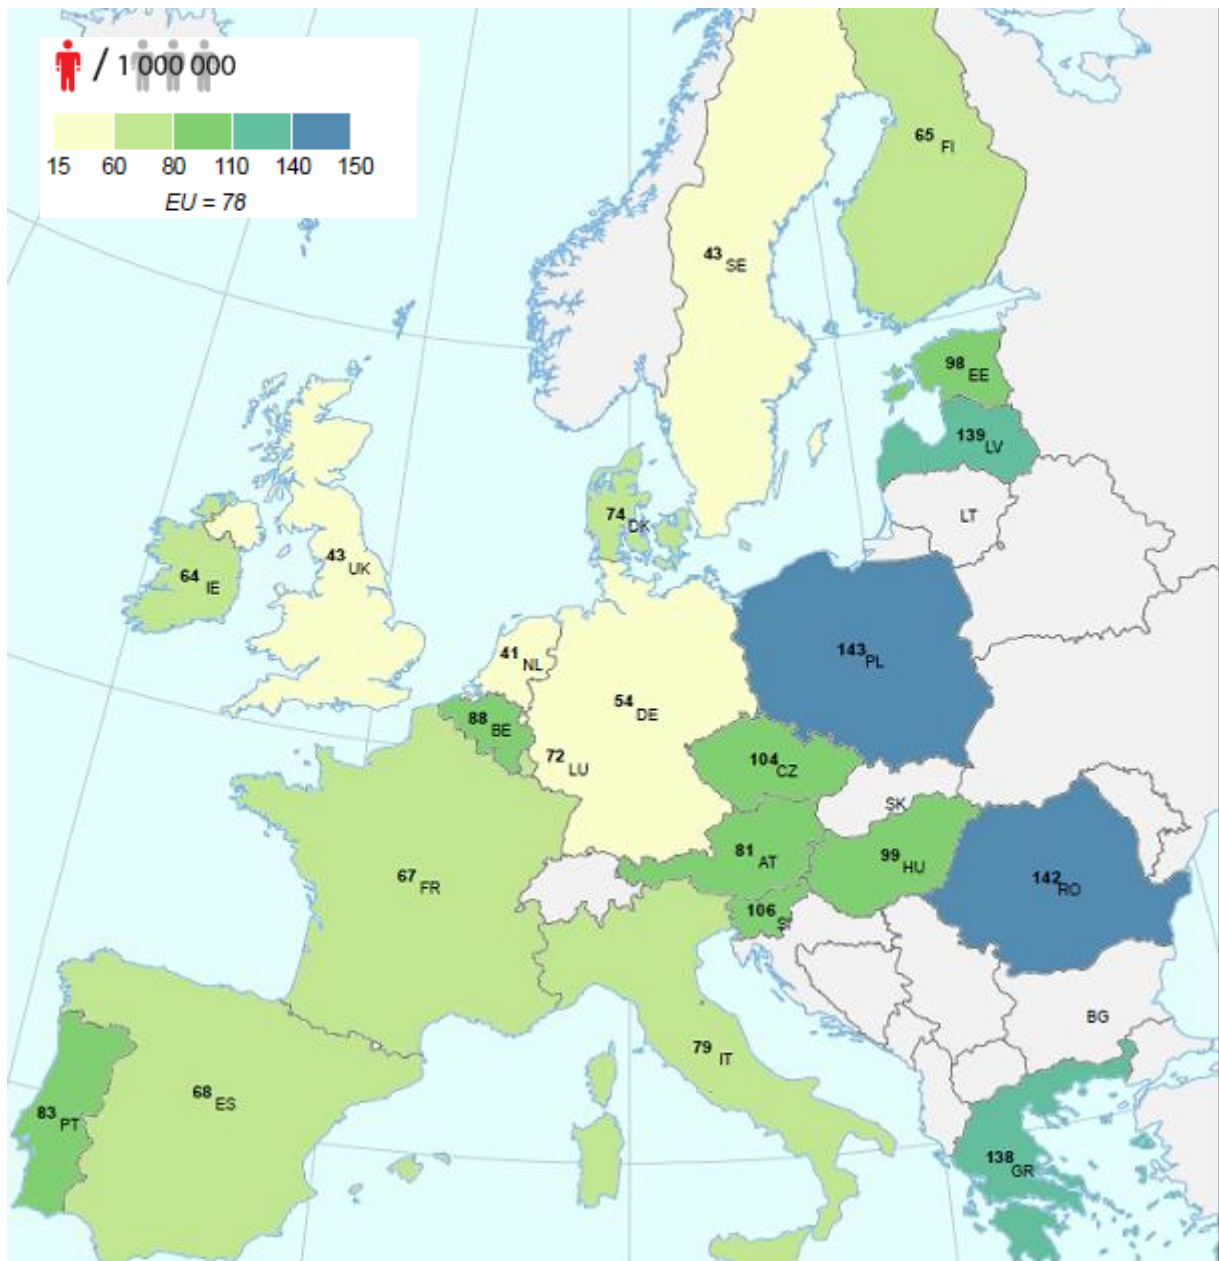 / 1 000 000
15 60 80 110 140 150
EU = 78
65 FI
43 SE
98 EE
139 LV
LT
74 DK
64 IE
43 UK
41 NL
143 PL
54 DE
88 BE
72 LU
104 CZ
SK
81 AT
99 HU
67 FR
142 RO
106
BG
79 IT
68 ES
83 PT
138 GR